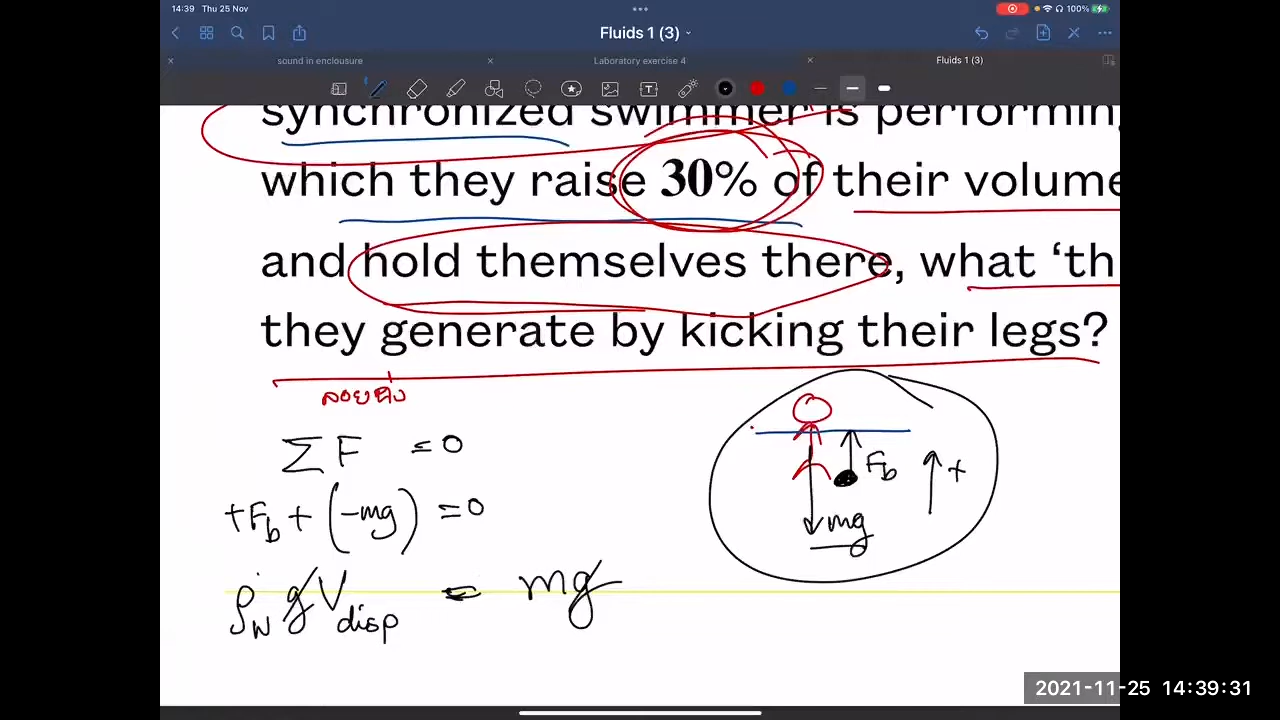 14:39 Thu 25 Nov
100%
Fluids 1 (3)
sound in encllousure
Laboratory exercise 4
Fluids 1 (3)
synchronized swimmer is performing
which they raise 30% of their volume
and hold themselves there, what ‘th
they generate by kicking their legs?
ลอยนิ่ง
ΣF = 0
+Fb + (-mg) = 0
ρw g Vdisp = mg
Fb
+
mg
2021-11-25 14:39:31